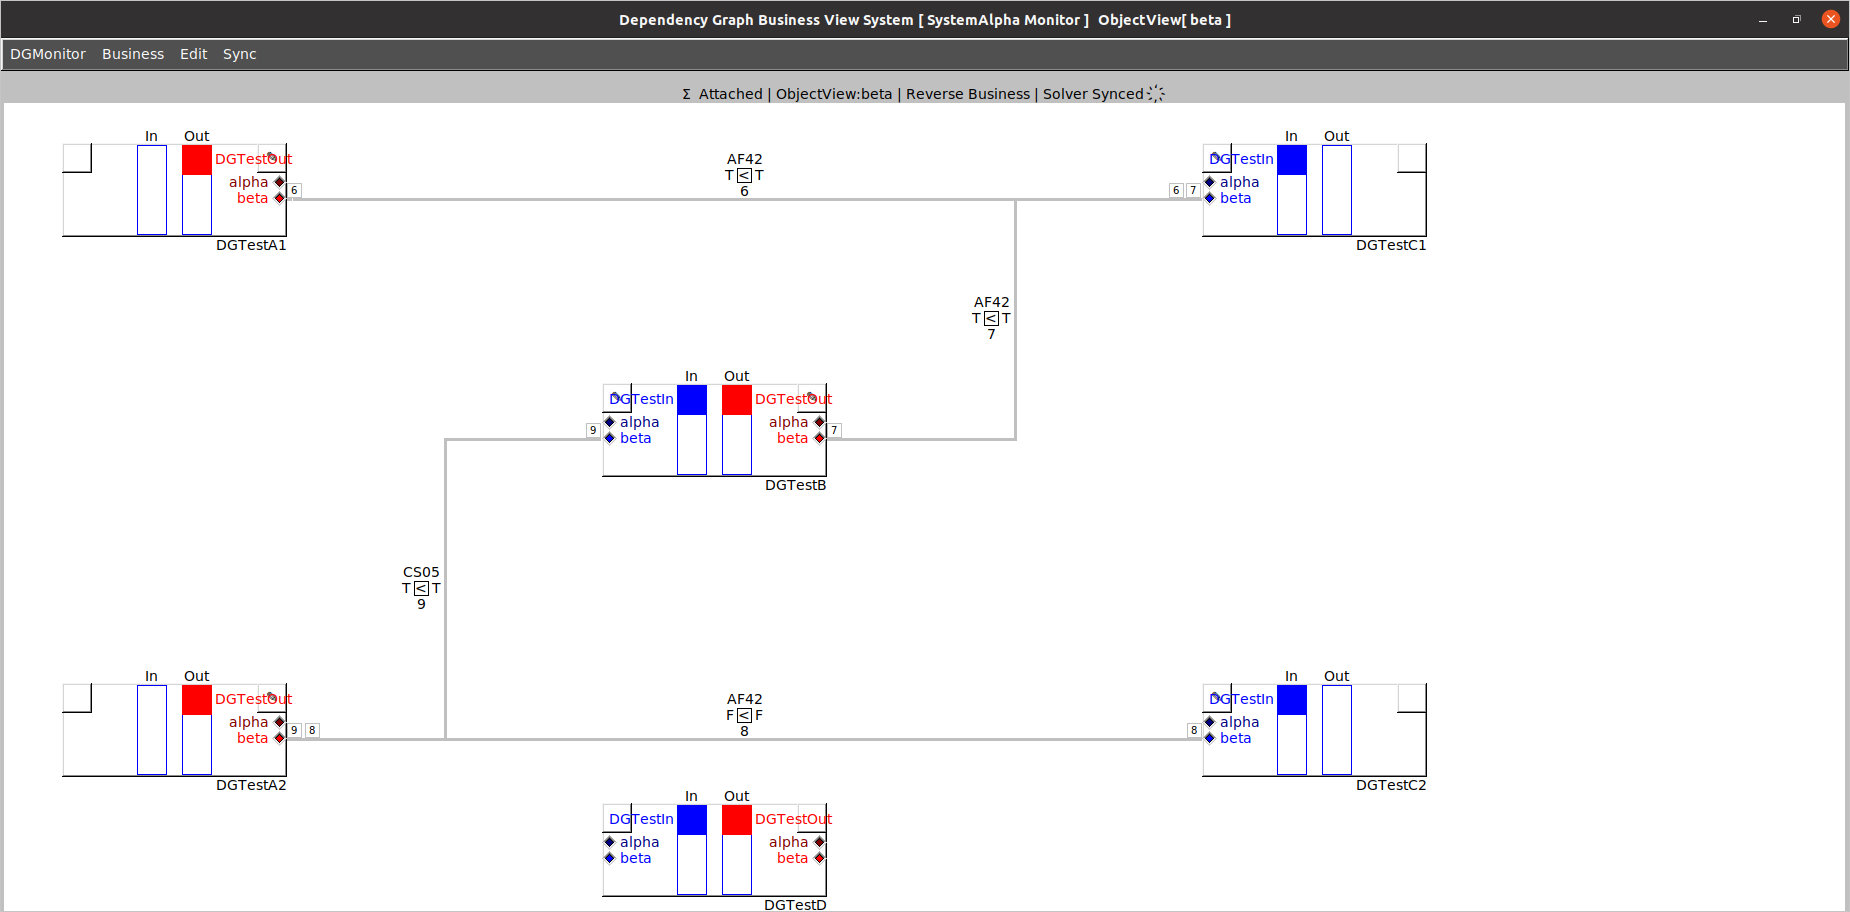 Dependency Graph Business View System [ SystemAlpha Monitor ]  ObjectView[ beta ]
DGMonitor Business Edit Sync
Σ Attached | ObjectView:beta | Reverse Business | Solver Synced
In Out
DGTestOut
alpha
beta
6
DGTestA1
AF42
T < T
6
In Out
DGTestIn
alpha
beta
6 7
DGTestC1
AF42
T < T
7
In Out
DGTestIn DGTestOut
alpha alpha
9 beta beta 7
DGTestB
CS05
T < T
9
In Out
DGTestOut
alpha
beta
9 8
DGTestA2
AF42
F < F
8
In Out
DGTestIn
alpha
8 beta
DGTestC2
In Out
DGTestIn DGTestOut
alpha alpha
beta beta
DGTestD